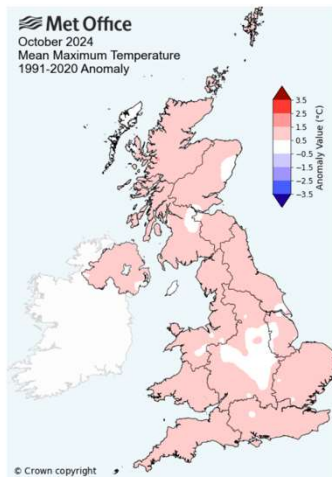 Met Office
October 2024
Mean Maximum Temperature
1991-2020 Anomaly
3.5
2.5
1.5
0.5
-0.5
-1.5
-2.5
-3.5
Anomaly Value (°C)
© Crown copyright